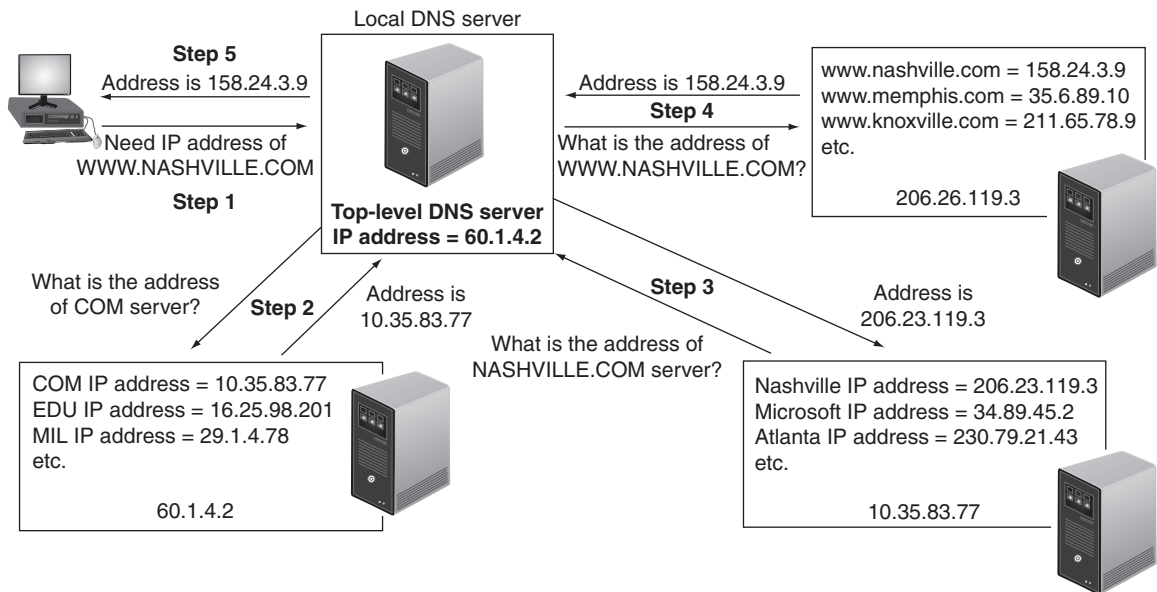 Local DNS server
Step 5
Address is 158.24.3.9
Need IP address of
WWW.NASHVILLE.COM
Step 1
Top-level DNS server
IP address = 60.1.4.2
Address is 158.24.3.9
Step 4
What is the address of
WWW.NASHVILLE.COM?
www.nashville.com = 158.24.3.9
www.memphis.com = 35.6.89.10
www.knoxville.com = 211.65.78.9
etc.
206.26.119.3
What is the address
of COM server?
Step 2
Address is
10.35.83.77
Step 3
Address is
206.23.119.3
What is the address of
NASHVILLE.COM server?
COM IP address = 10.35.83.77
EDU IP address = 16.25.98.201
MIL IP address = 29.1.4.78
etc.
60.1.4.2
Nashville IP address = 206.23.119.3
Microsoft IP address = 34.89.45.2
Atlanta IP address = 230.79.21.43
etc.
10.35.83.77